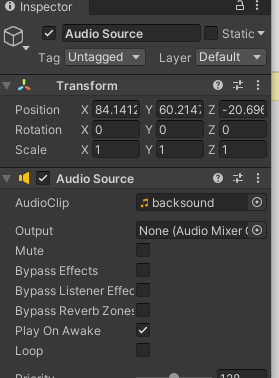 Inspector
Audio Source Static
Tag Untagged Layer Default
Transform
Position X 84.1412 Y 60.2147 Z -20.696
Rotation X 0 Y 0 Z 0
Scale X 1 Y 1 Z 1
Audio Source
AudioClip backsound
Output None (Audio Mixer G
Mute
Bypass Effects
Bypass Listener Effec
Bypass Reverb Zones
Play On Awake
Loop
Priority 128